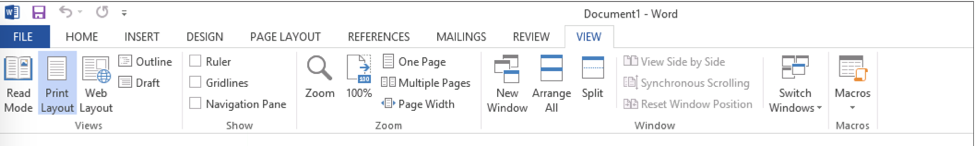 Document1 - Word
FILE HOME INSERT DESIGN PAGE LAYOUT REFERENCES MAILINGS REVIEW VIEW
Read Mode
Print Layout
Web Layout
Outline
Draft
Views
Ruler
Gridlines
Navigation Pane
Show
Zoom
100%
One Page
Multiple Pages
Page Width
Zoom
New Window
Arrange All
Split
View Side by Side
Synchronous Scrolling
Reset Window Position
Switch Windows
Window
Macros
Macros